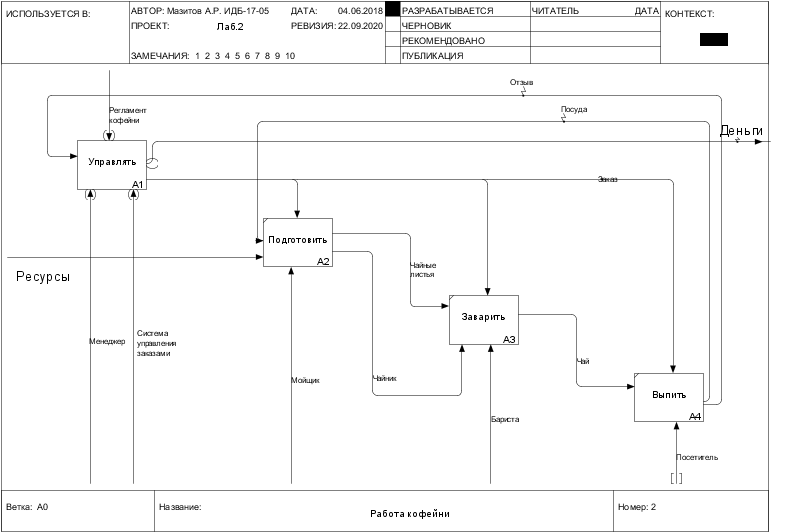 ИСПОЛЬЗУЕТСЯ В:
АВТОР: Мазитов А.Р. ИДБ-17-05
ДАТА: 04.06.2018
РАЗРАБАТЫВАЕТСЯ
ЧИТАТЕЛЬ
ДАТА
КОНТЕКСТ:
ПРОЕКТ: Лаб.2
РЕВИЗИЯ: 22.09.2020
ЧЕРНОВИК
РЕКОМЕНДОВАНО
ЗАМЕЧАНИЯ: 1 2 3 4 5 6 7 8 9 10
ПУБЛИКАЦИЯ
Отзыв
Регламент
кофейни
Посуда
Деньги
Управлять
A1
Заказ
Подготовить
A2
Ресурсы
Чайные
листья
Заварить
A3
Менеджер
Система
управления
заказами
Мойщик
Чайник
Чай
Выпить
A4
Бариста
Посетитель
Ветка: A0
Название:
Работа кофейни
Номер: 2